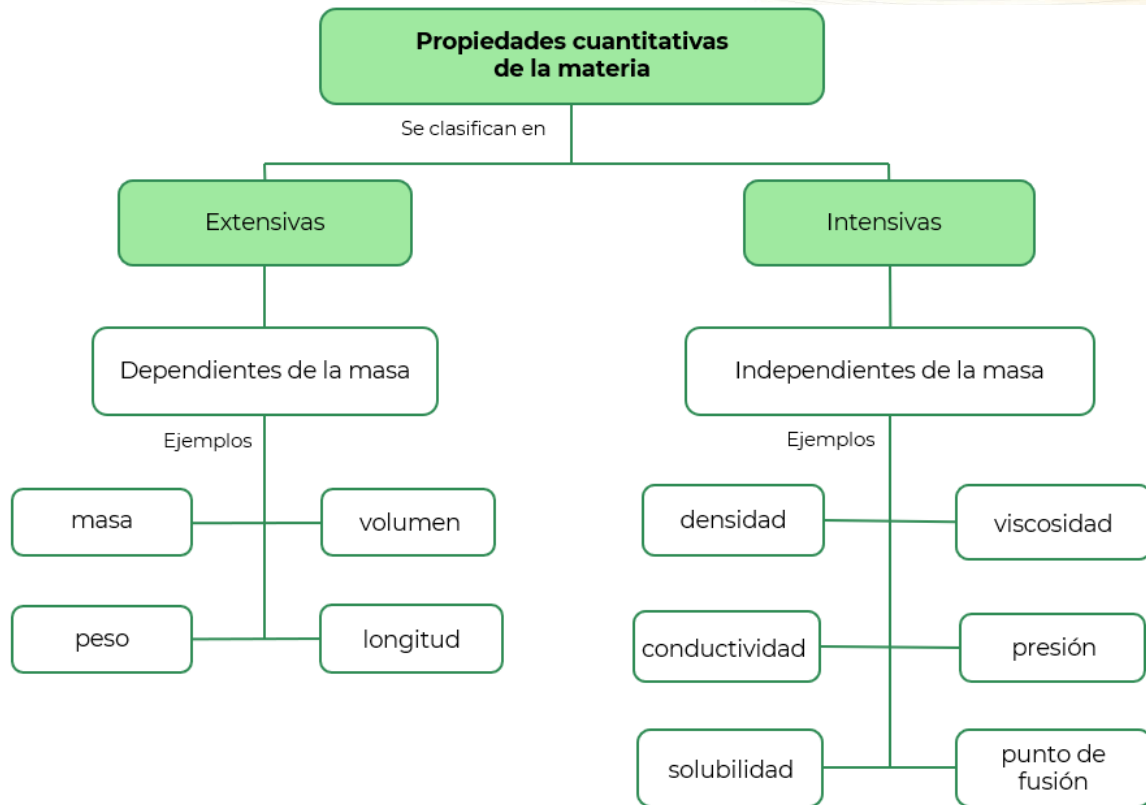 Propiedades cuantitativas
de la materia
Se clasifican en
Extensivas
Intensivas
Dependientes de la masa
Independientes de la masa
Ejemplos
Ejemplos
masa
volumen
densidad
viscosidad
peso
longitud
conductividad
presión
solubilidad
punto de
fusión